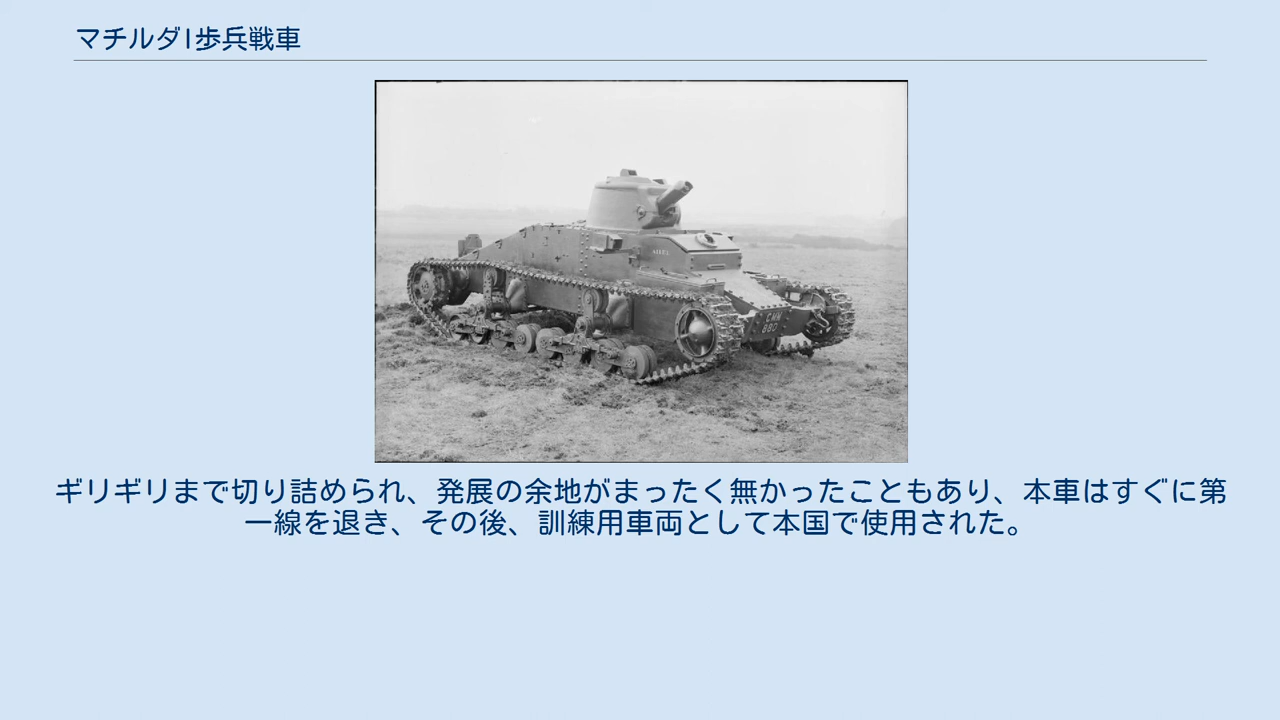 マチルダI歩兵戦車
CMM
880
ギリギリまで切り詰められ、発展の余地がまったく無かったこともあり、本車はすぐに第
一線を退き、その後、訓練用車両として本国で使用された。